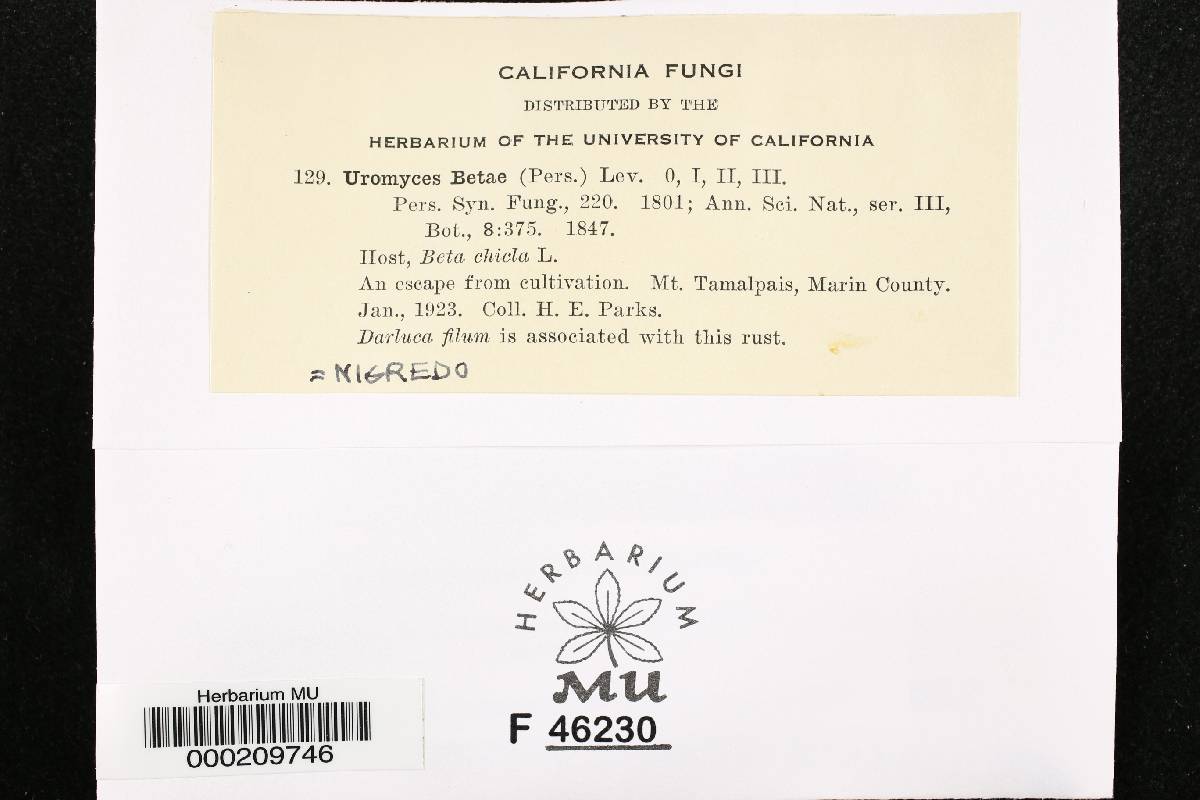 CALIFORNIA FUNGI
DISTRIBUTED BY THE
HERBARIUM OF THE UNIVERSITY OF CALIFORNIA
129. Uromyces Betae (Pers.) Lev. 0, I, II, III.
Pers. Syn. Fung., 220. 1801; Ann. Sci. Nat., ser. III,
Bot., 8:375. 1847.
Host, Beta chicla L.
An escape from cultivation. Mt. Tamalpais, Marin County.
Jan., 1923. Coll. H. E. Parks.
Darluca filum is associated with this rust.
= NIGREDO
HERBARIUM
MU
F 46230
Herbarium MU
000209746